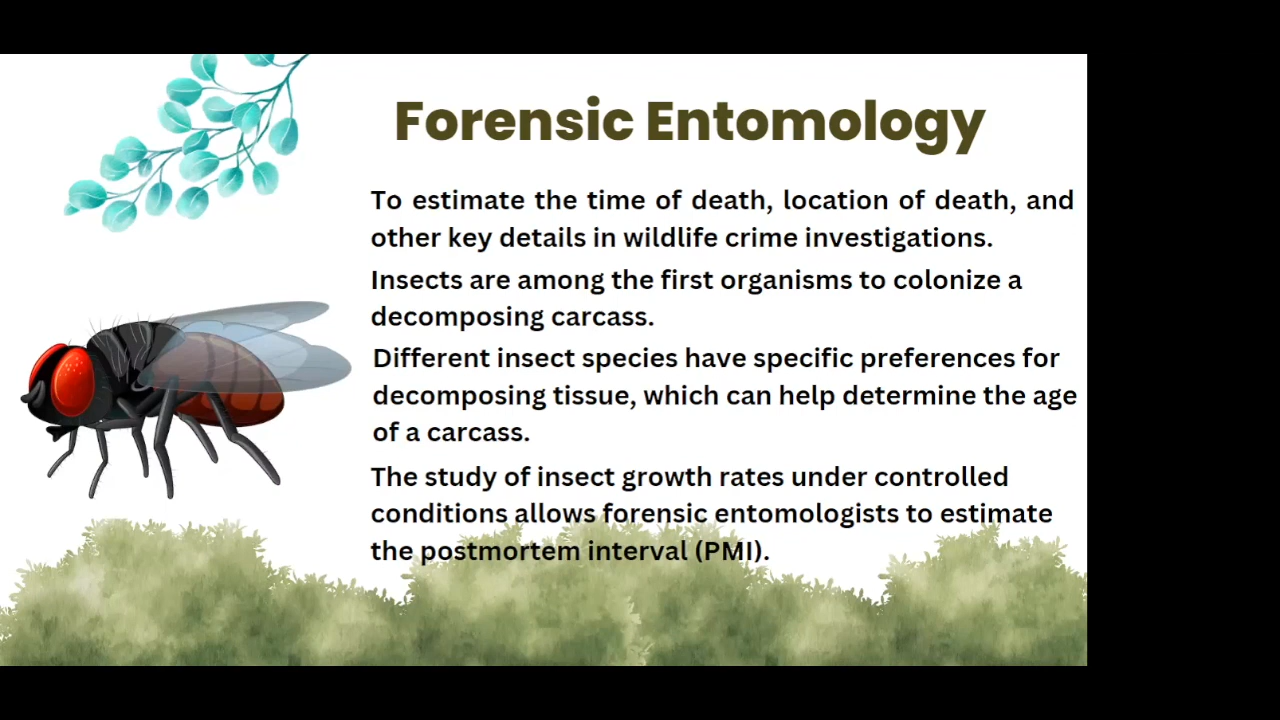 Forensic Entomology
To estimate the time of death, location of death, and
other key details in wildlife crime investigations.
Insects are among the first organisms to colonize a
decomposing carcass.
Different insect species have specific preferences for
decomposing tissue, which can help determine the age
of a carcass.
The study of insect growth rates under controlled
conditions allows forensic entomologists to estimate
the postmortem interval (PMI).